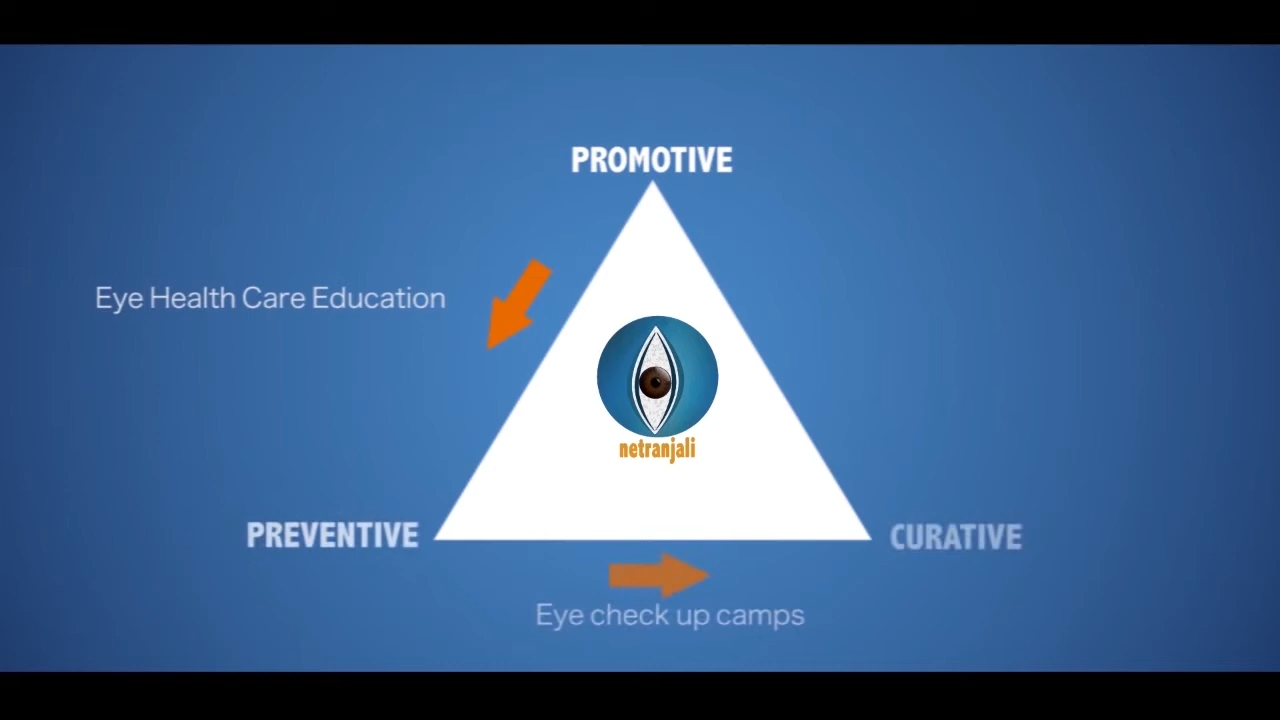 PROMOTIVE
Eye Health Care Education
netranjali
PREVENTIVE
CURATIVE
Eye check up camps